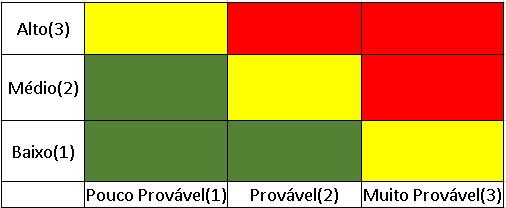 Alto(3)
Médio(2)
Baixo(1)
Pouco Provável(1) Provável(2) Muito Provável(3)